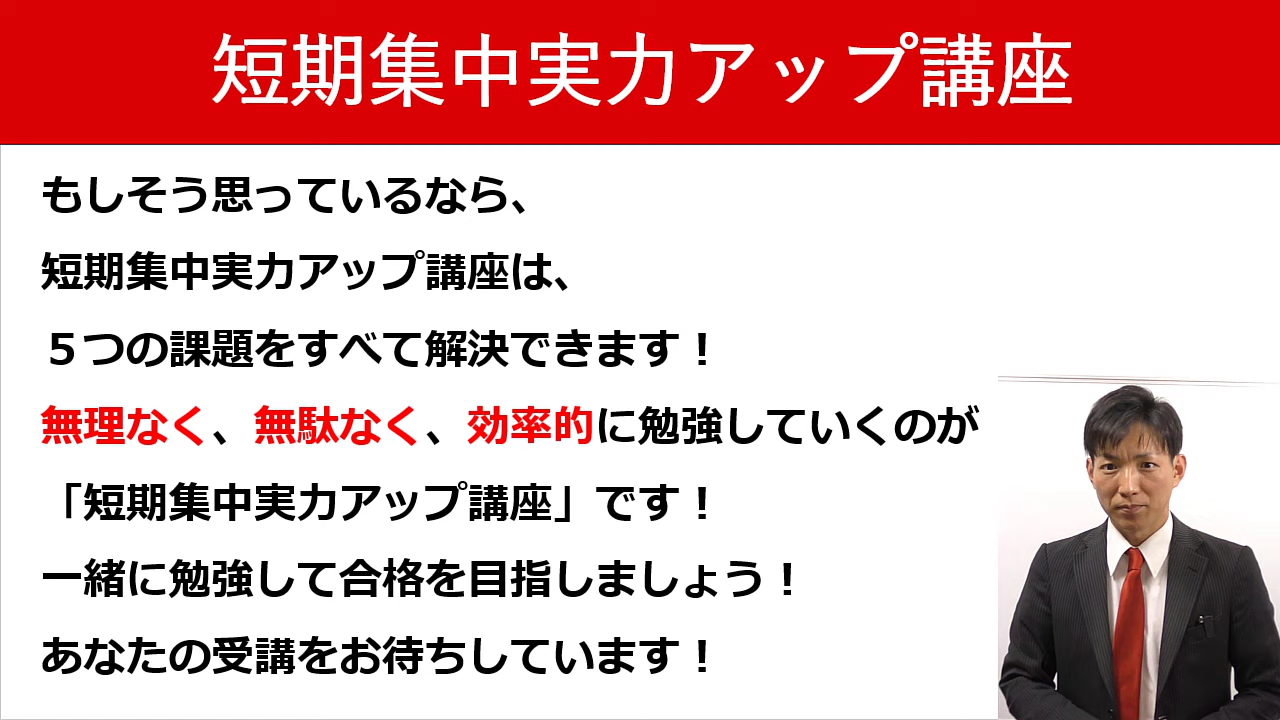 短期集中実力アップ講座
もしそう思っているなら、
短期集中実力アップ講座は、
５つの課題をすべて解決できます！
無理なく、無駄なく、効率的に勉強していくのが
「短期集中実力アップ講座」です！
一緒に勉強して合格を目指しましょう！
あなたの受講をお待ちしています！